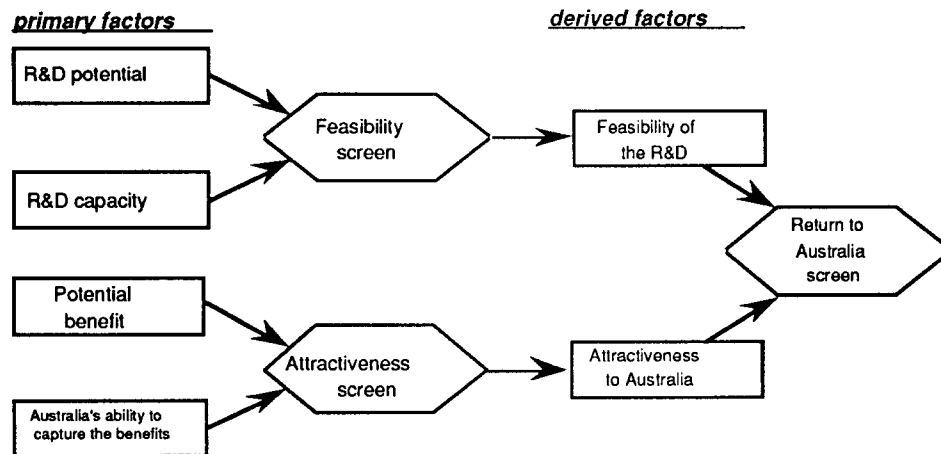 primary factors
derived factors
R&D potential
Feasibility
screen
Feasibility of
the R&D
R&D capacity
Return to
Australia
screen
Potential
benefit
Attractiveness
screen
Attractiveness
to Australia
Australia's ability to
capture the benefits